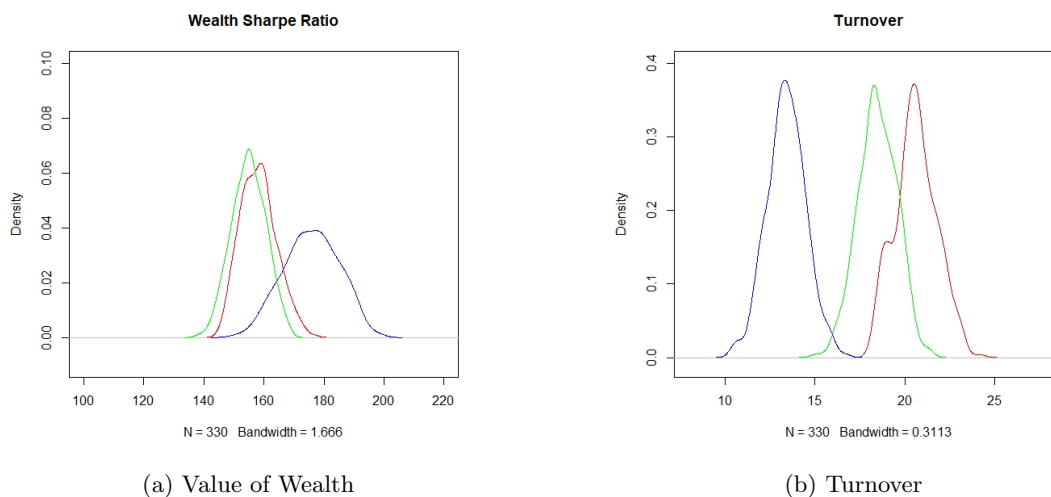 Wealth Sharpe Ratio
Density
0.00 0.02 0.04 0.06 0.08 0.10
100 120 140 160 180 200 220
N = 330 Bandwidth = 1.666
(a) Value of Wealth
Turnover
Density
0.0 0.1 0.2 0.3 0.4
10 15 20 25
N = 330 Bandwidth = 0.3113
(b) Turnover